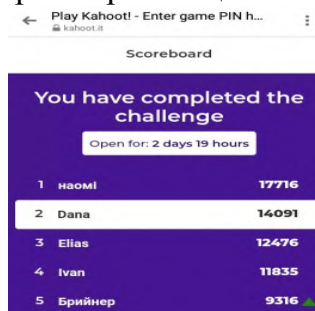 Play Kahoot! - Enter game PIN h...
kahoot.it
Scoreboard
You have completed the
challenge
Open for: 2 days 19 hours
1 наомі 17716
2 Dana 14091
3 Elias 12476
4 Ivan 11835
5 Брийнер 9316